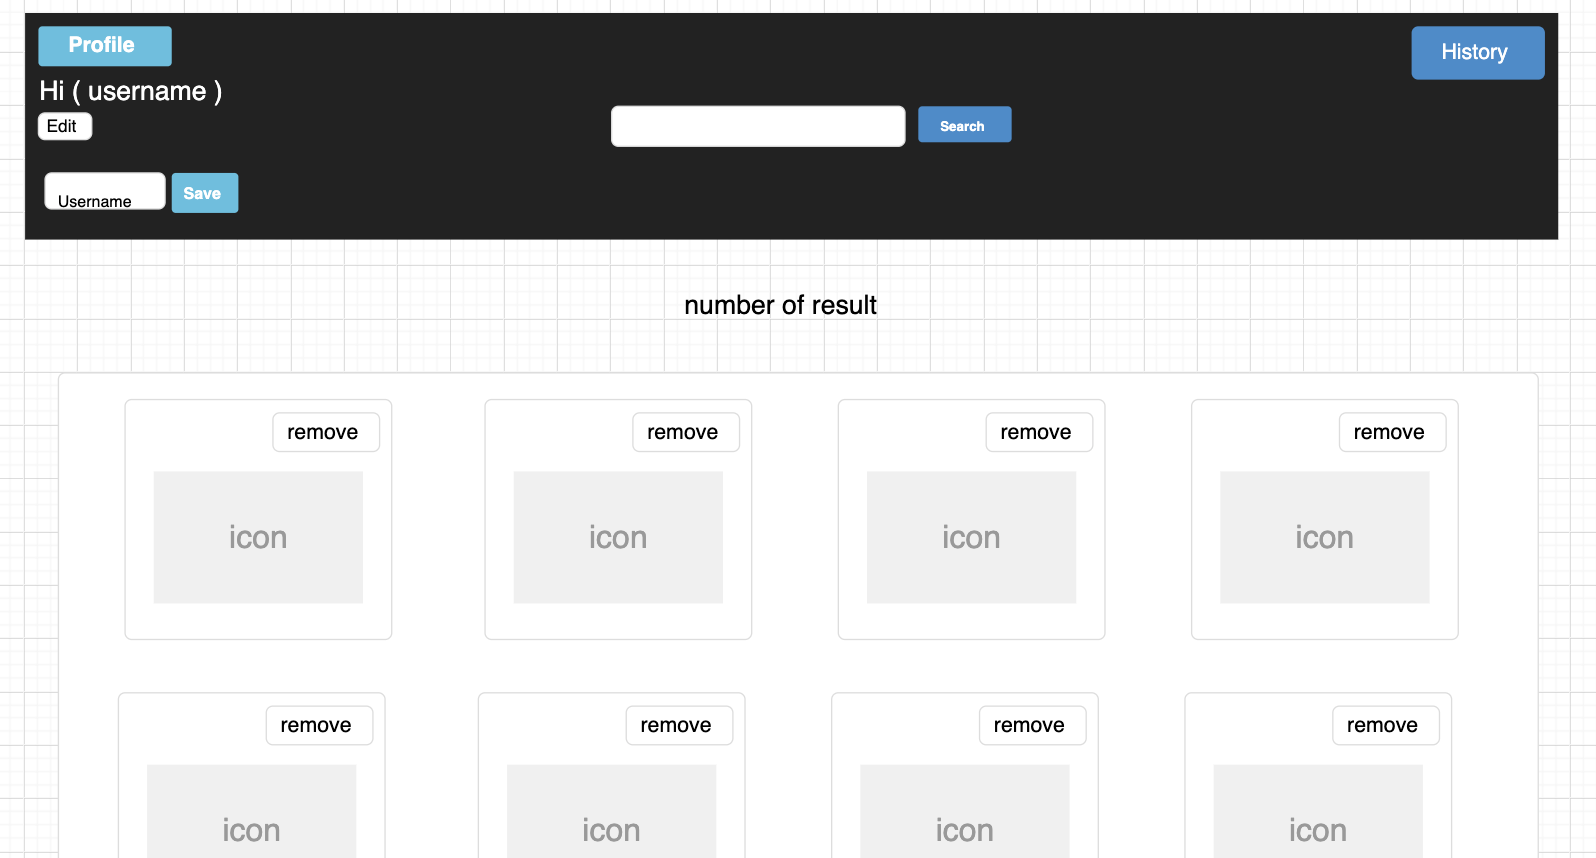 Profile
History
Hi ( username )
Edit
Search
Username
Save
number of result
remove
remove
remove
remove
icon
icon
icon
icon
remove
remove
remove
remove
icon
icon
icon
icon